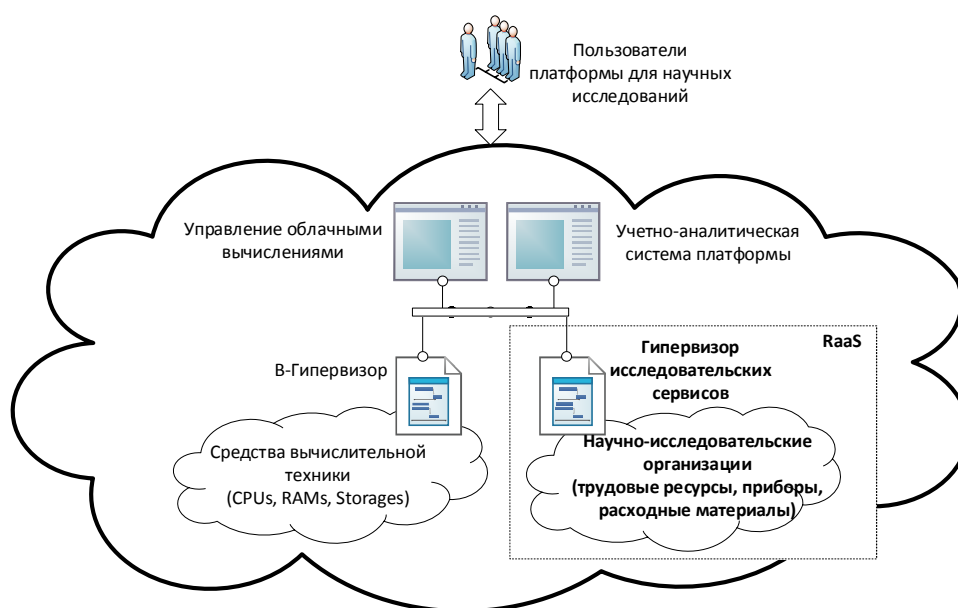 Пользователи
платформы для научных
исследований
Управление облачными
вычислениями
Учетно-аналитическая
система платформы
RaaS
В-Гипервизор
Гипервизор
исследовательских
сервисов
Средства вычислительной
техники
(CPUs, RAMs, Storages)
Научно-исследовательские
организации
(трудовые ресурсы, приборы,
расходные материалы)